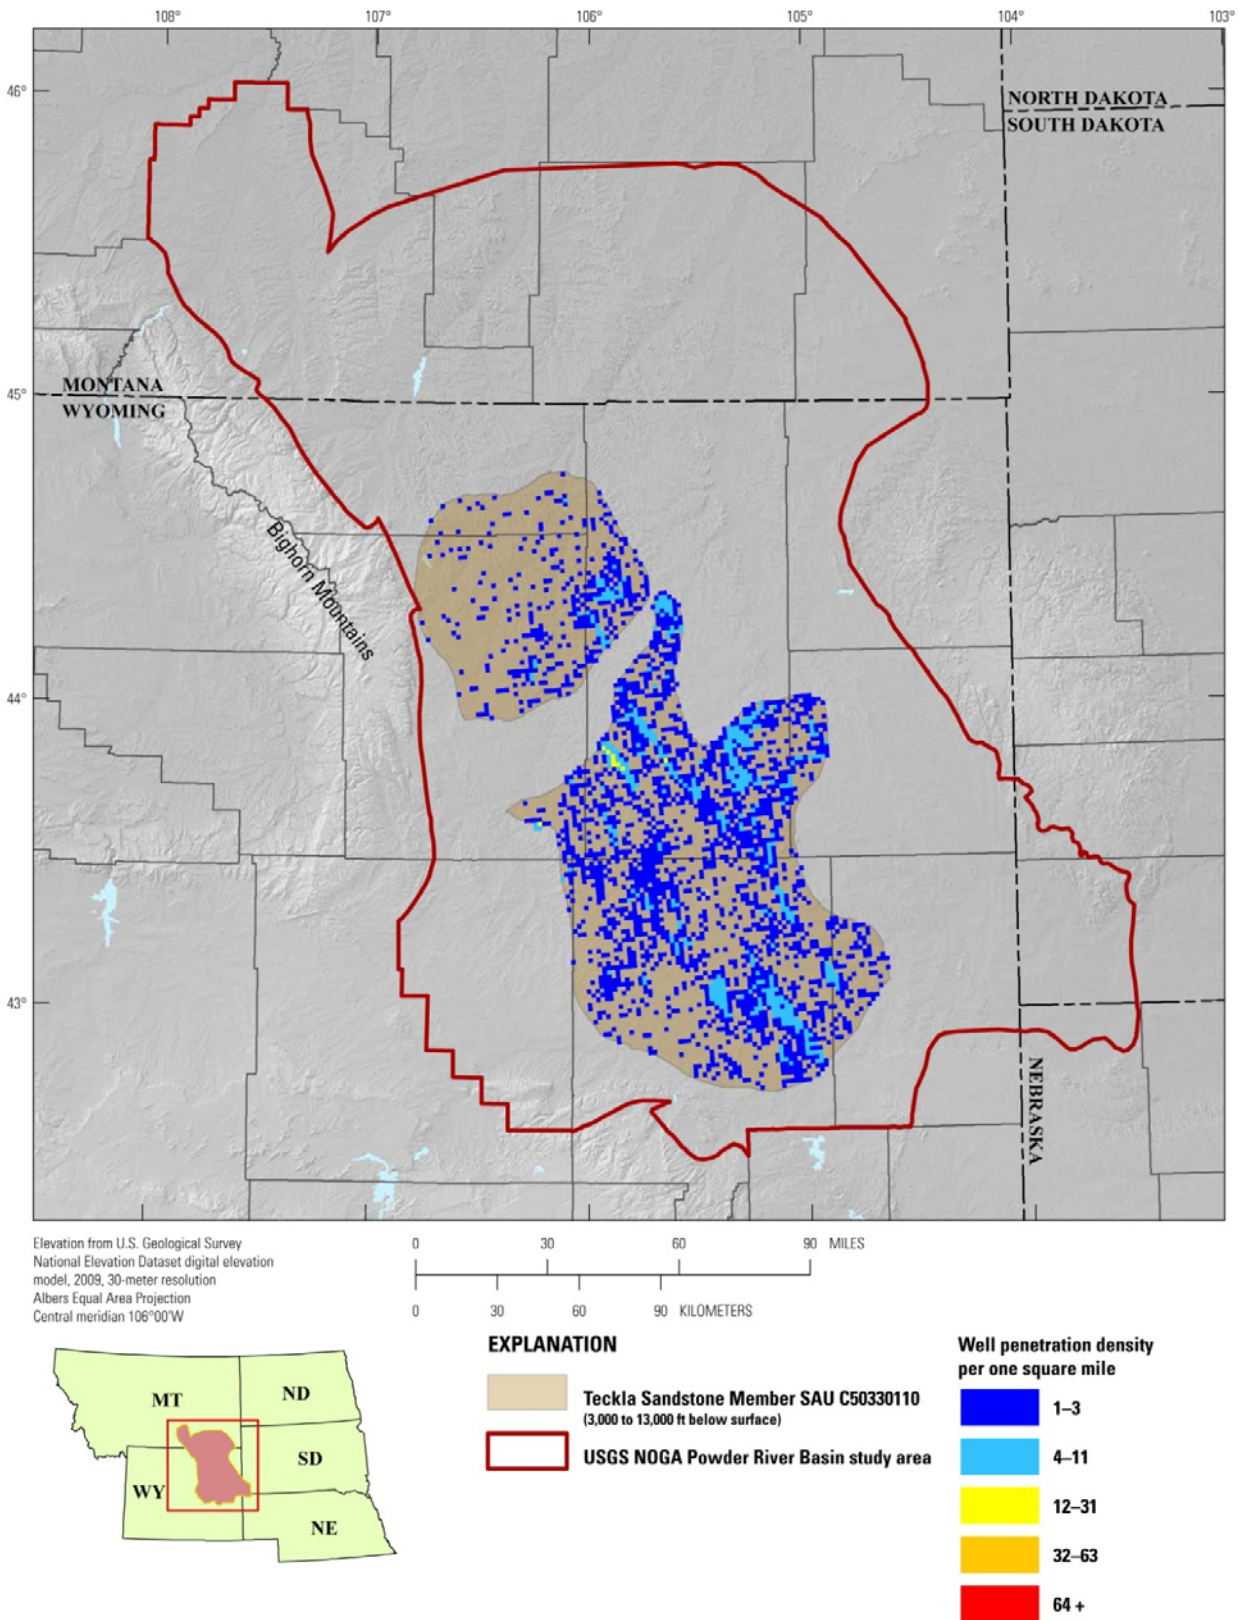 108° 107° 106° 105° 104° 103°
46°
NORTH DAKOTA
SOUTH DAKOTA
45°
MONTANA
WYOMING
Bighorn Mountains
44°
43°
NEBRASKA
Elevation from U.S. Geological Survey
National Elevation Dataset digital elevation
model, 2009, 30-meter resolution
Albers Equal Area Projection
Central meridian 106°00'W
0 30 60 90 MILES
0 30 60 90 KILOMETERS
EXPLANATION
Teckla Sandstone Member SAU C50330110
(3,000 to 13,000 ft below surface)
USGS NOGA Powder River Basin study area
Well penetration density
per one square mile
1–3
4–11
12–31
32–63
64 +
MT
ND
SD
WY
NE